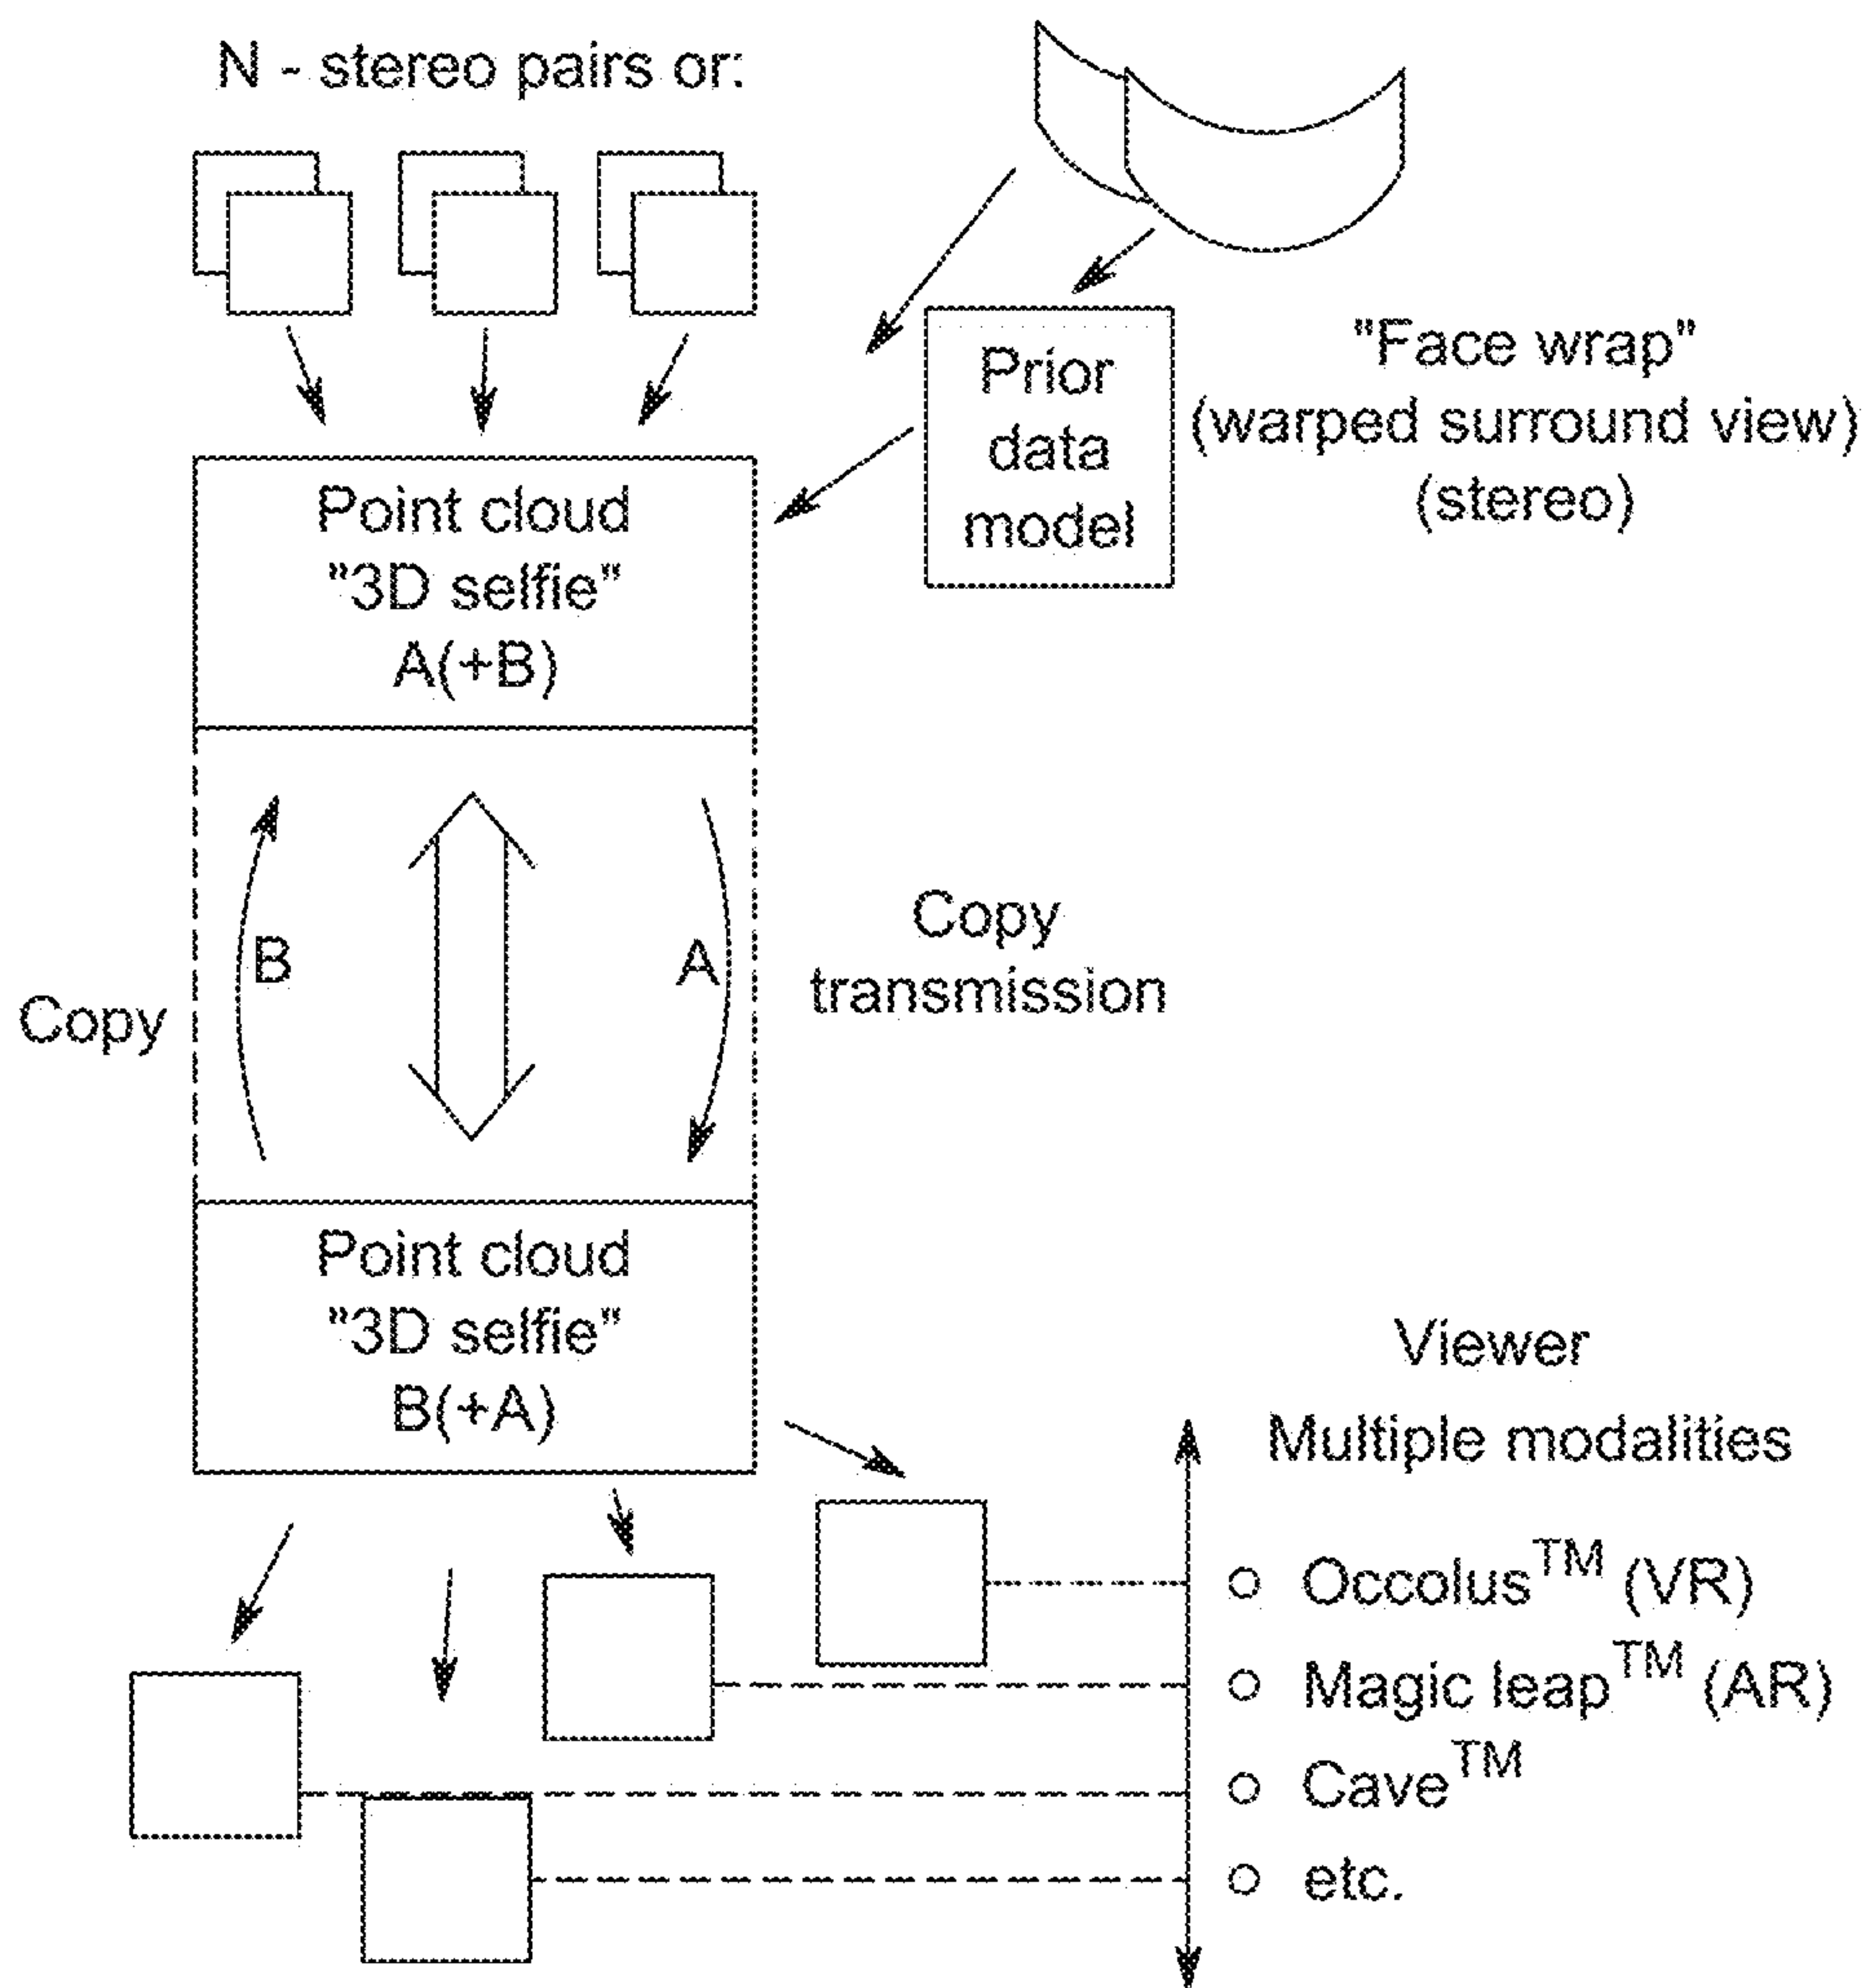 N - stereo pairs or:
Prior
data
model
"Face wrap"
(warped surround view)
(stereo)
Point cloud
"3D selfie"
A(+B)
B
A
Copy
Copy
transmission
Point cloud
"3D selfie"
B(+A)
Viewer
Multiple modalities
Occolus™ (VR)
Magic leap™ (AR)
Cave™
etc.